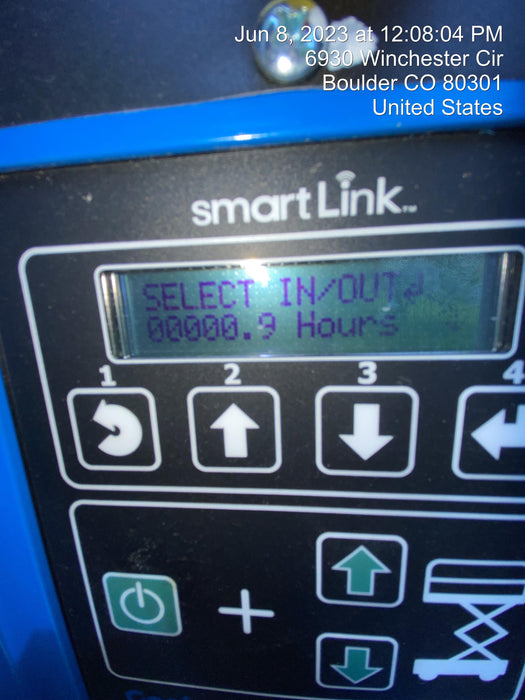 Jun 8, 2023 at 12:08:04 PM
6930 Winchester Cir
Boulder CO 80301
United States
smartLink™
SELECT IN/OUT
00000.9 Hours
1 2 3 4